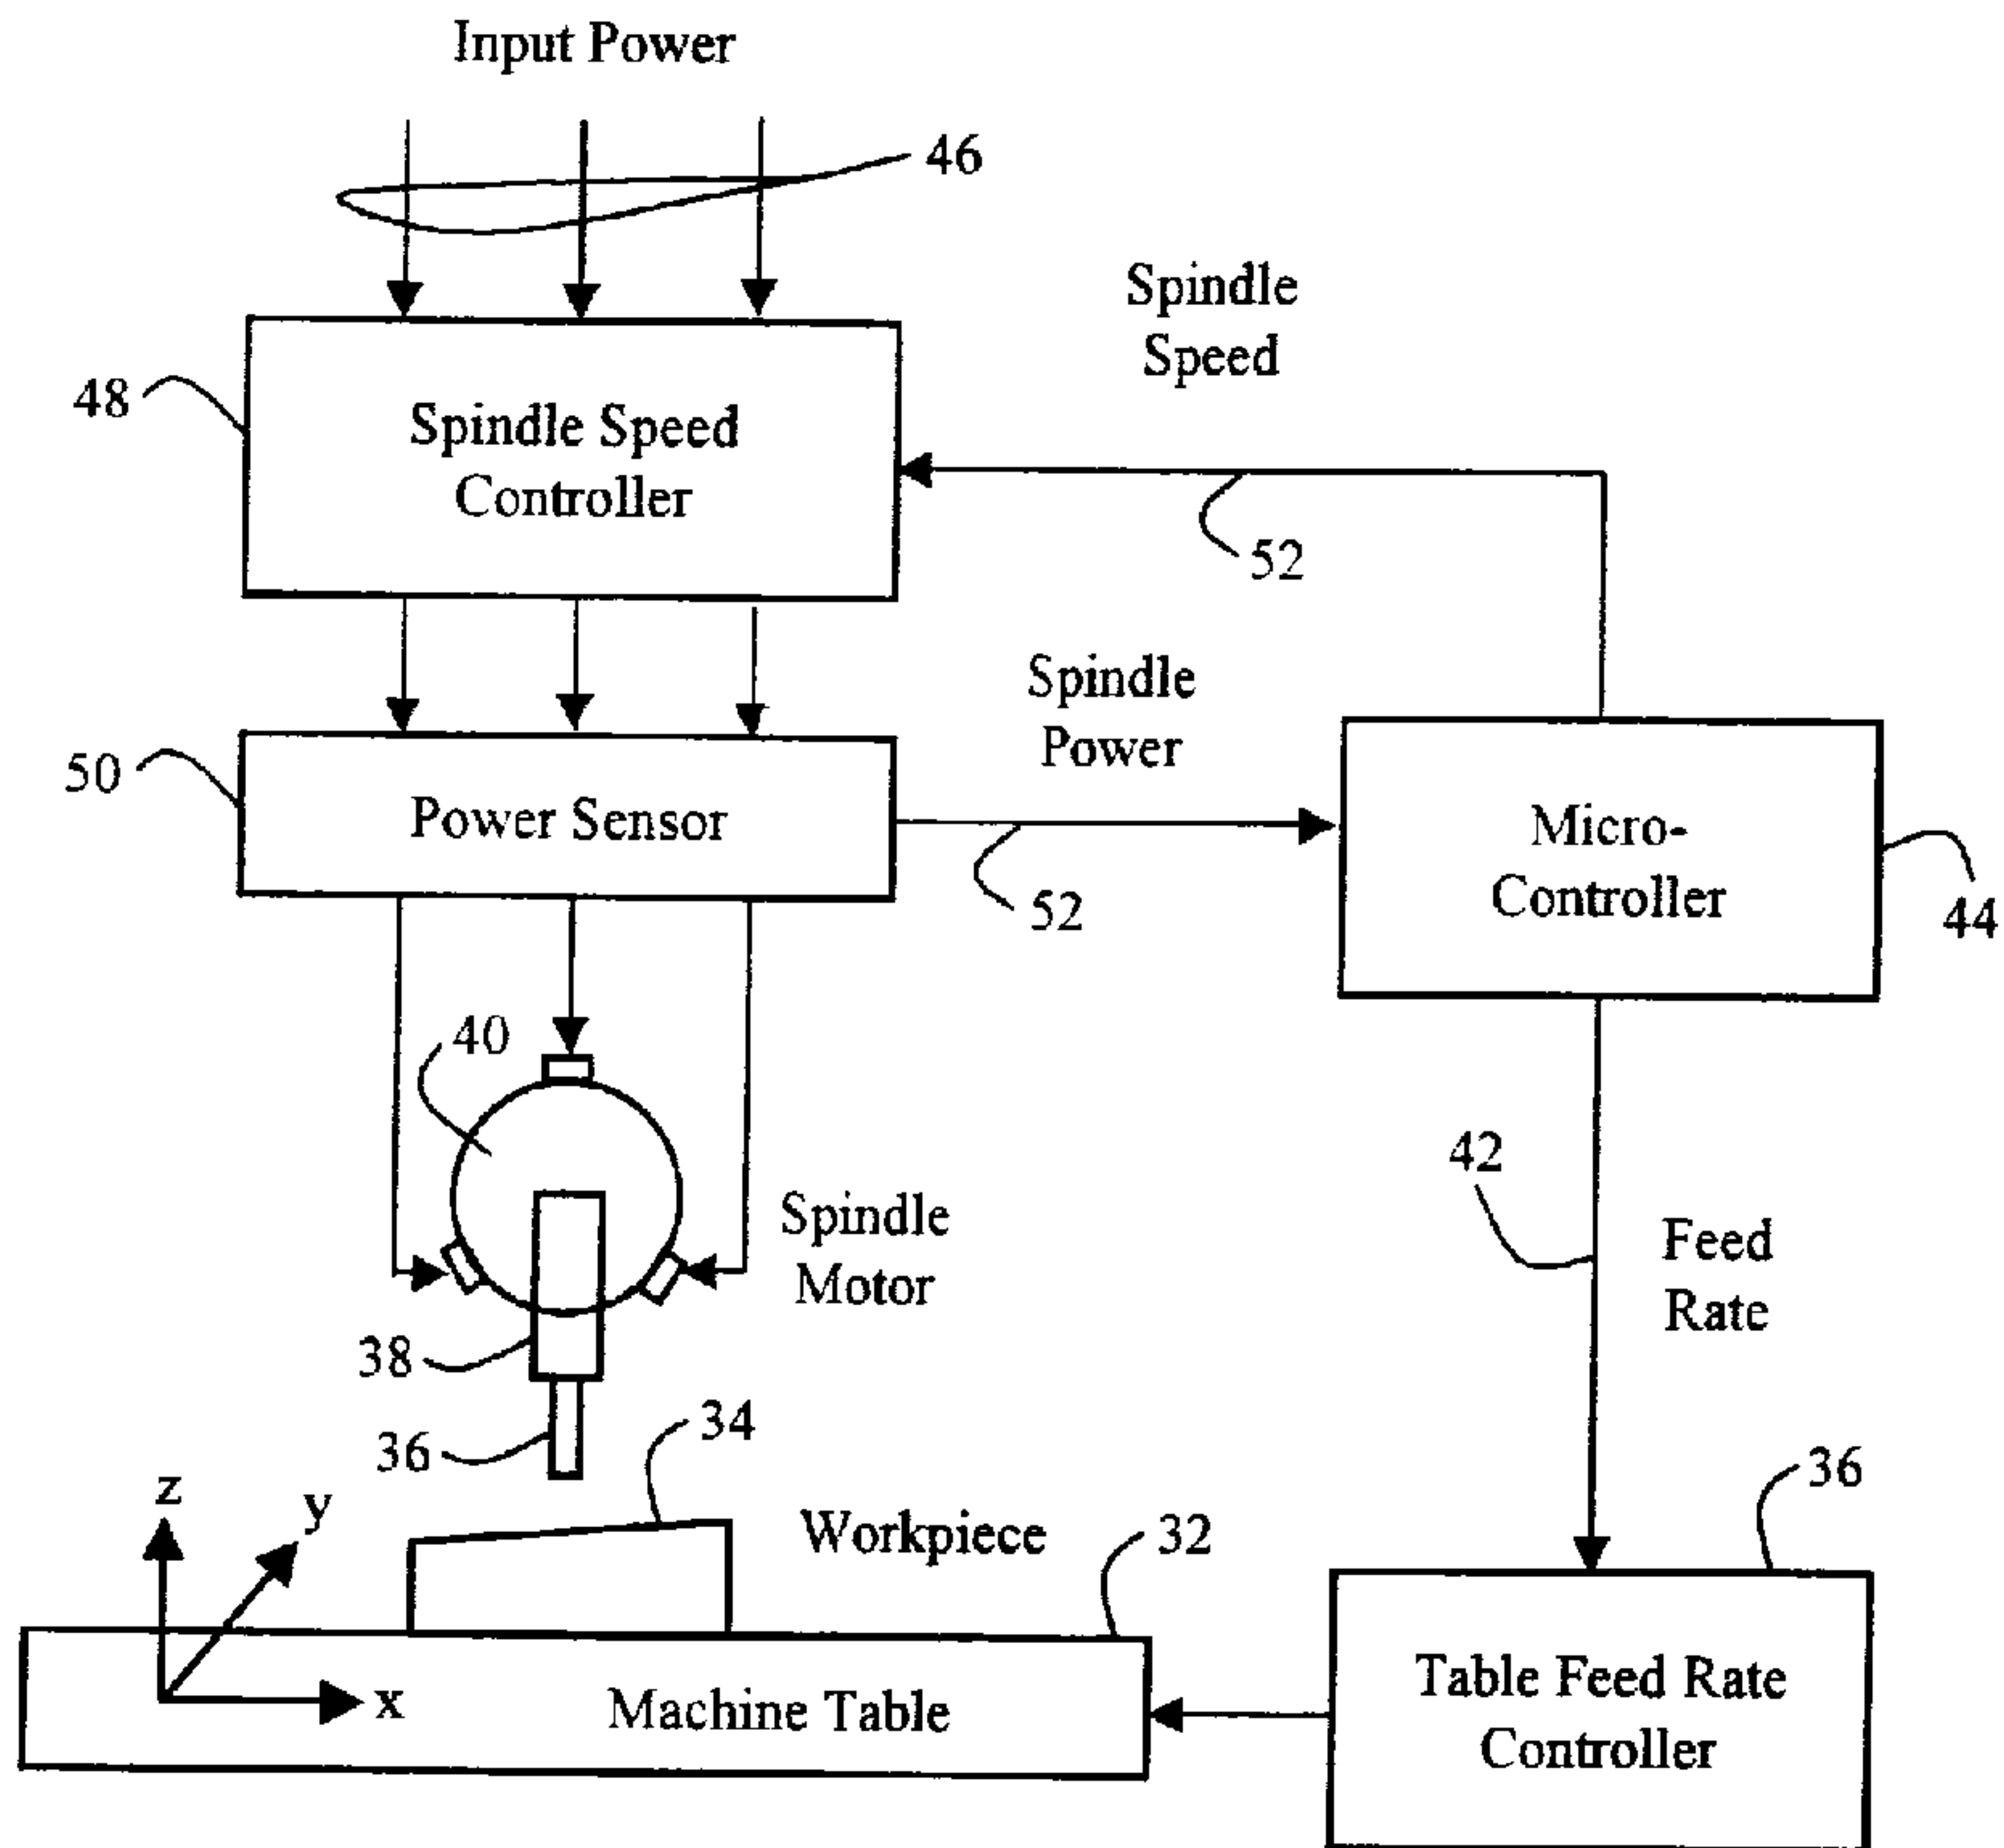 Input Power
46
Spindle
Speed
48
Spindle Speed
Controller
52
Spindle
Power
50
Power Sensor
Micro-
Controller
52
44
40
42
Spindle
Motor
Feed
Rate
38
34
36
36
z
y
Workpiece
32
x
Machine Table
Table Feed Rate
Controller